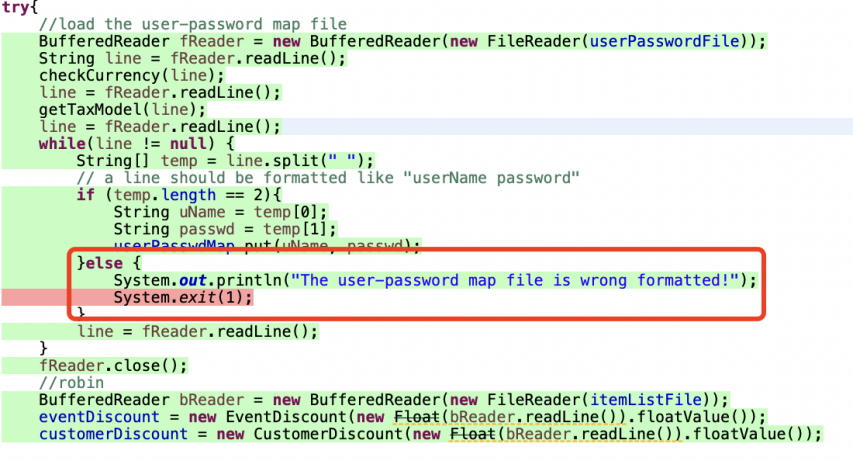 try{
    //load the user-password map file
    BufferedReader fReader = new BufferedReader(new FileReader(userPasswordFile));
    String line = fReader.readLine();
    checkCurrency(line);
    line = fReader.readLine();
    getTaxModel(line);
    line = fReader.readLine();
    while(line != null) {
        String[] temp = line.split(" ");
        // a line should be formatted like "userName password"
        if (temp.length == 2){
            String uName = temp[0];
            String passwd = temp[1];
            userPasswdMap.put(uName, passwd);
        }else {
            System.out.println("The user-password map file is wrong formatted!");
            System.exit(1);
        }
        line = fReader.readLine();
    }
    fReader.close();
    //robin
    BufferedReader bReader = new BufferedReader(new FileReader(itemListFile));
    eventDiscount = new EventDiscount(new Float(bReader.readLine()).floatValue());
    customerDiscount = new CustomerDiscount(new Float(bReader.readLine()).floatValue());